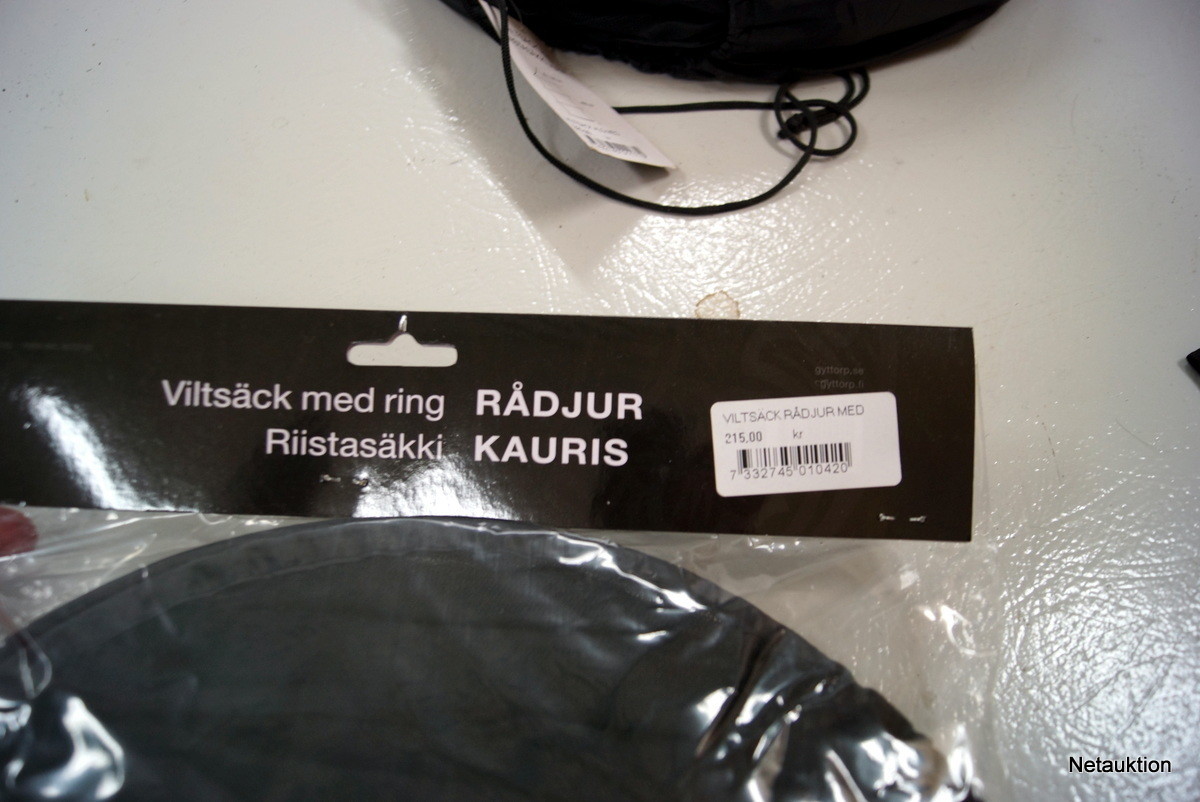 gyttorp.se
gyttorp.fi
Viltsäck med ring RÅDJUR
Riistasäkki KAURIS
VILTSÄCK RÅDJUR MED
215,00 kr
7 332745 010420
Netauktion